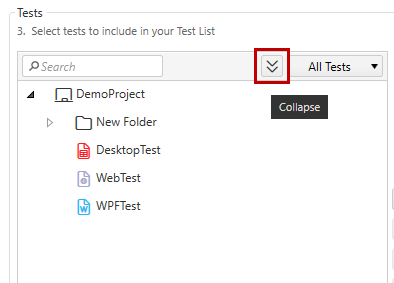 Tests
3. Select tests to include in your Test List
Search
All Tests
DemoProject
Collapse
New Folder
DesktopTest
WebTest
WPFTest